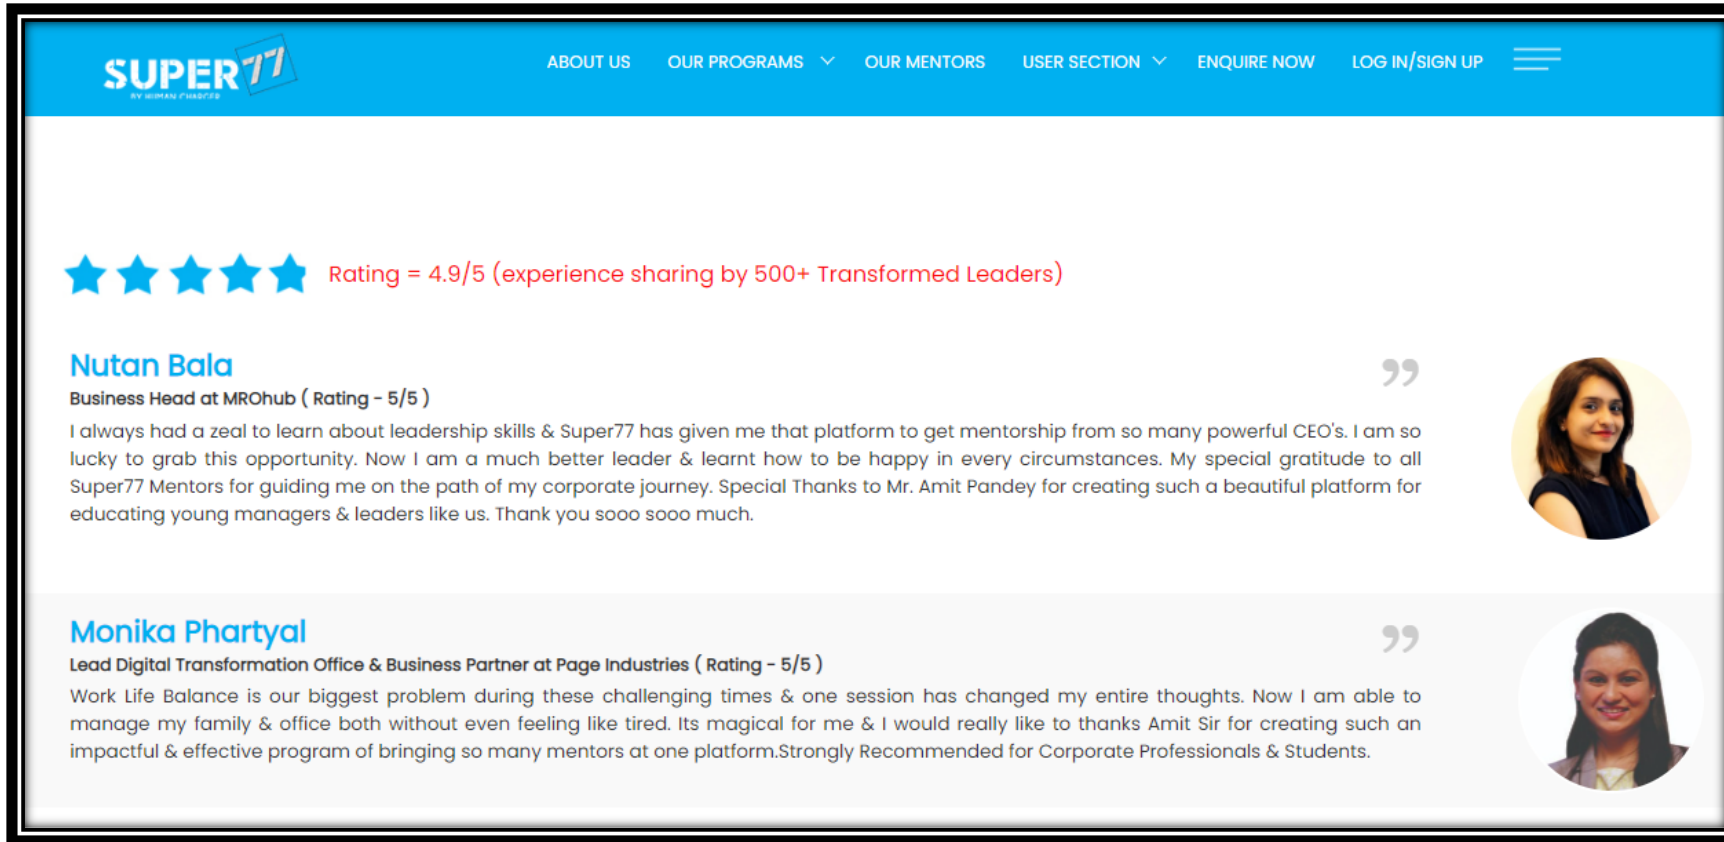 SUPER 77
BY HUMAN CHARGER
ABOUT US OUR PROGRAMS OUR MENTORS USER SECTION ENQUIRE NOW LOG IN/SIGN UP
Rating = 4.9/5 (experience sharing by 500+ Transformed Leaders)
Nutan Bala
Business Head at MROhub ( Rating - 5/5 )
I always had a zeal to learn about leadership skills & Super77 has given me that platform to get mentorship from so many powerful CEO's. I am so
lucky to grab this opportunity. Now I am a much better leader & learnt how to be happy in every circumstances. My special gratitude to all
Super77 Mentors for guiding me on the path of my corporate journey. Special Thanks to Mr. Amit Pandey for creating such a beautiful platform for
educating young managers & leaders like us. Thank you sooo sooo much.
Monika Phartyal
Lead Digital Transformation Office & Business Partner at Page Industries ( Rating - 5/5 )
Work Life Balance is our biggest problem during these challenging times & one session has changed my entire thoughts. Now I am able to
manage my family & office both without even feeling like tired. Its magical for me & I would really like to thanks Amit Sir for creating such an
impactful & effective program of bringing so many mentors at one platform.Strongly Recommended for Corporate Professionals & Students.